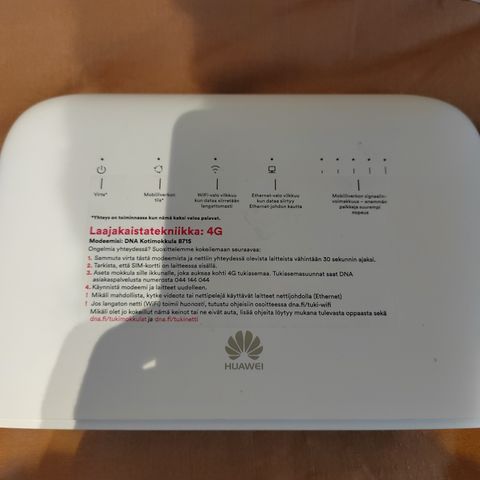 Virta*
Mobiiliverkon
tila*
WiFi-valo vilkkuu
kun dataa siirretään
langattomasti
Ethernet-valo vilkkuu
kun dataa siirtyy
Ethernet-johdon kautta
Mobiiliverkon signaalin-
voimakkuus – enemmän
palkkeja suurempi
nopeus
*Yhteys on toiminnassa kun nämä kaksi valoa palavat.
Laajakaistatekniikka: 4G
Modeemisi: DNA Kotimokkula B715
Ongelmia yhteydessä? Suosittelemme kokeilemaan seuraavaa:
1. Sammuta virta tästä modeemista ja nettiin yhteydessä olevista laitteista vähintään 30 sekunnin ajaksi.
2. Tarkista, että SIM-kortti on laitteessa sisällä.
3. Aseta mokkula sille ikkunalle, joka aukeaa kohti 4G tukiasemaa. Tukiasemasuunnat saat DNA
asiakaspalvelusta numerosta 044 144 044
4. Käynnistä modeemi ja laitteet uudelleen.
! Mikäli mahdollista, kytke videota tai nettipelejä käyttävät laitteet nettijohdolla (Ethernet)
! Jos langaton netti (WiFi) toimii huonosti, tutustu ohjeisiin osoitteessa dna.fi/tuki-wifi
Mikäli olet jo kokeillut nämä keinot tai ne eivät auta, lisää ohjeita löytyy mukana tulevasta oppaasta sekä
dna.fi/tukimokkulat ja dna.fi/tukinetti
HUAWEI